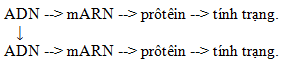 ADN --> mARN --> prôtêin --> tính trạng.
↓
ADN --> mARN --> prôtêin --> tính trạng.